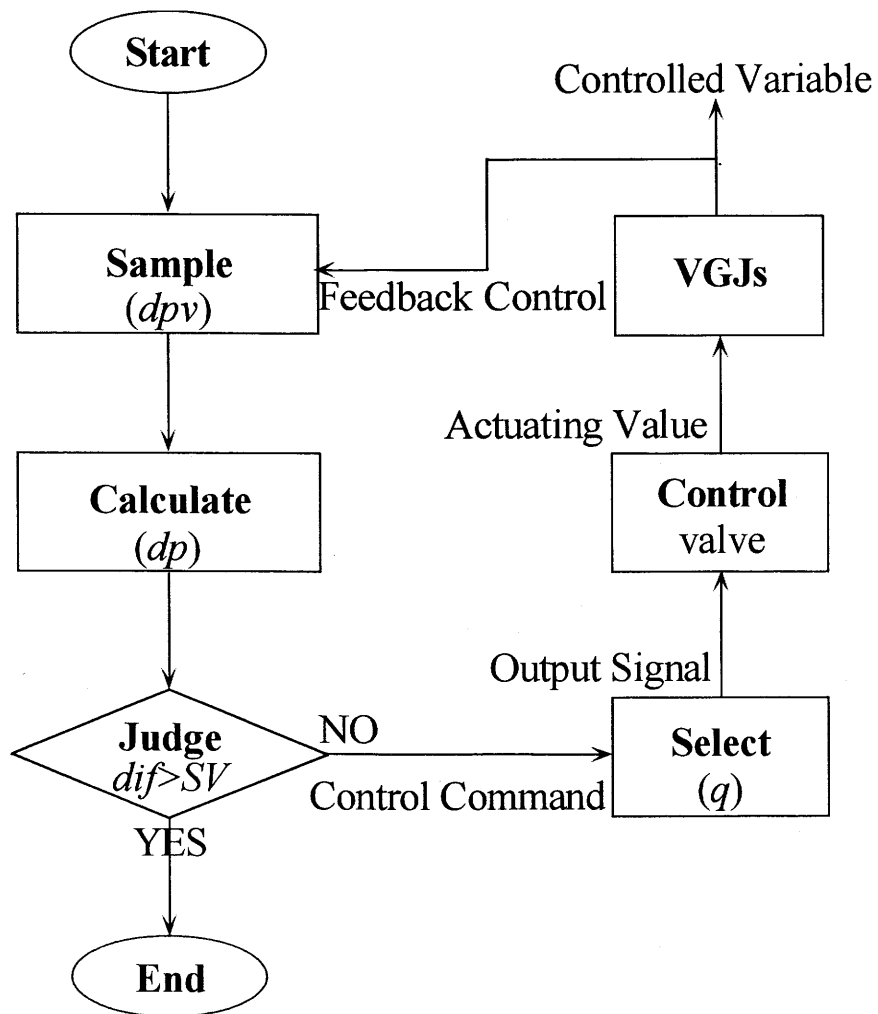 Start
Controlled Variable
Sample
(dpv)
VGJs
Feedback Control
Actuating Value
Calculate
(dp)
Control
valve
Output Signal
Judge
dif>SV
NO
Control Command
Select
(q)
YES
End